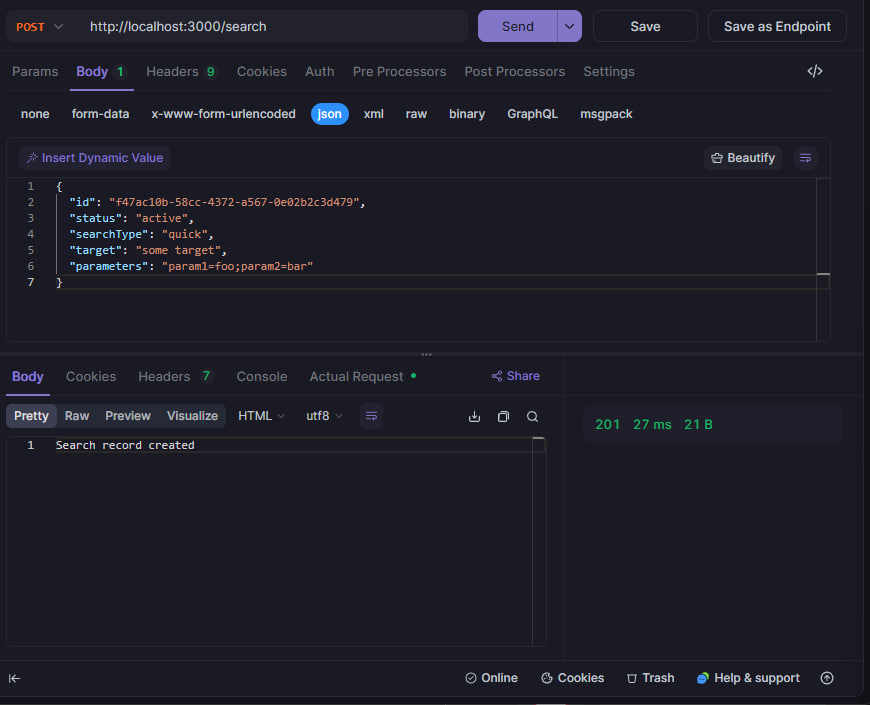 POST http://localhost:3000/search Send Save Save as Endpoint
Params Body 1 Headers 9 Cookies Auth Pre Processors Post Processors Settings
none form-data x-www-form-urlencoded json xml raw binary GraphQL msgpack
Insert Dynamic Value Beautify
1 {
2 "id": "f47ac10b-58cc-4372-a567-0e02b2c3d479",
3 "status": "active",
4 "searchType": "quick",
5 "target": "some target",
6 "parameters": "param1=foo;param2=bar"
7 }
Body Cookies Headers 7 Console Actual Request Share
Pretty Raw Preview Visualize HTML utf8
201 27 ms 21 B
1 Search record created
Online Cookies Trash Help & support